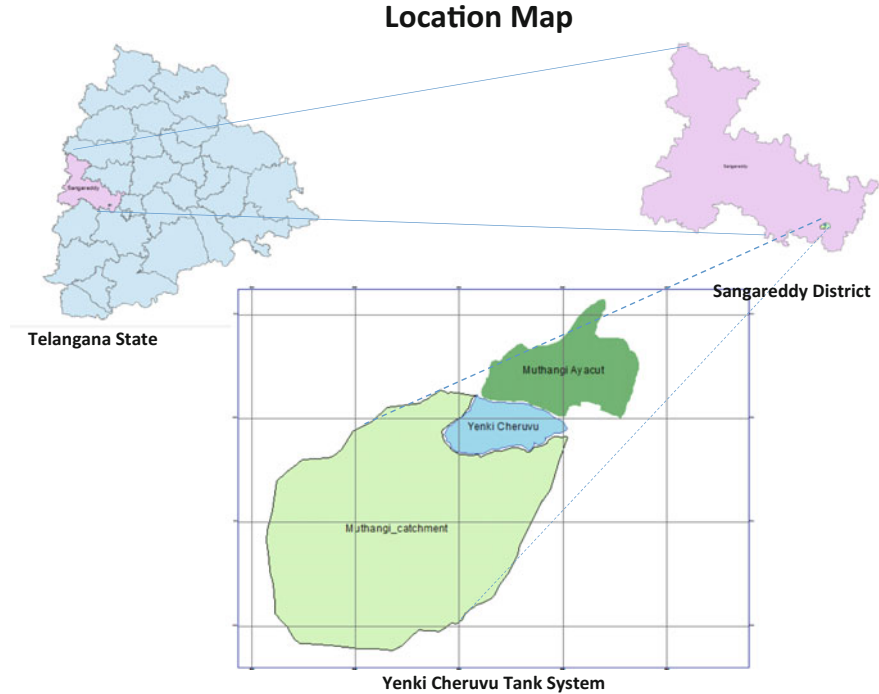 Location Map
Sangareddy
Sangareddy
Sangareddy District
Telangana State
Muthangi Ayacut
Yenki Cheruvu
Muthangi_catchment
Yenki Cheruvu Tank System